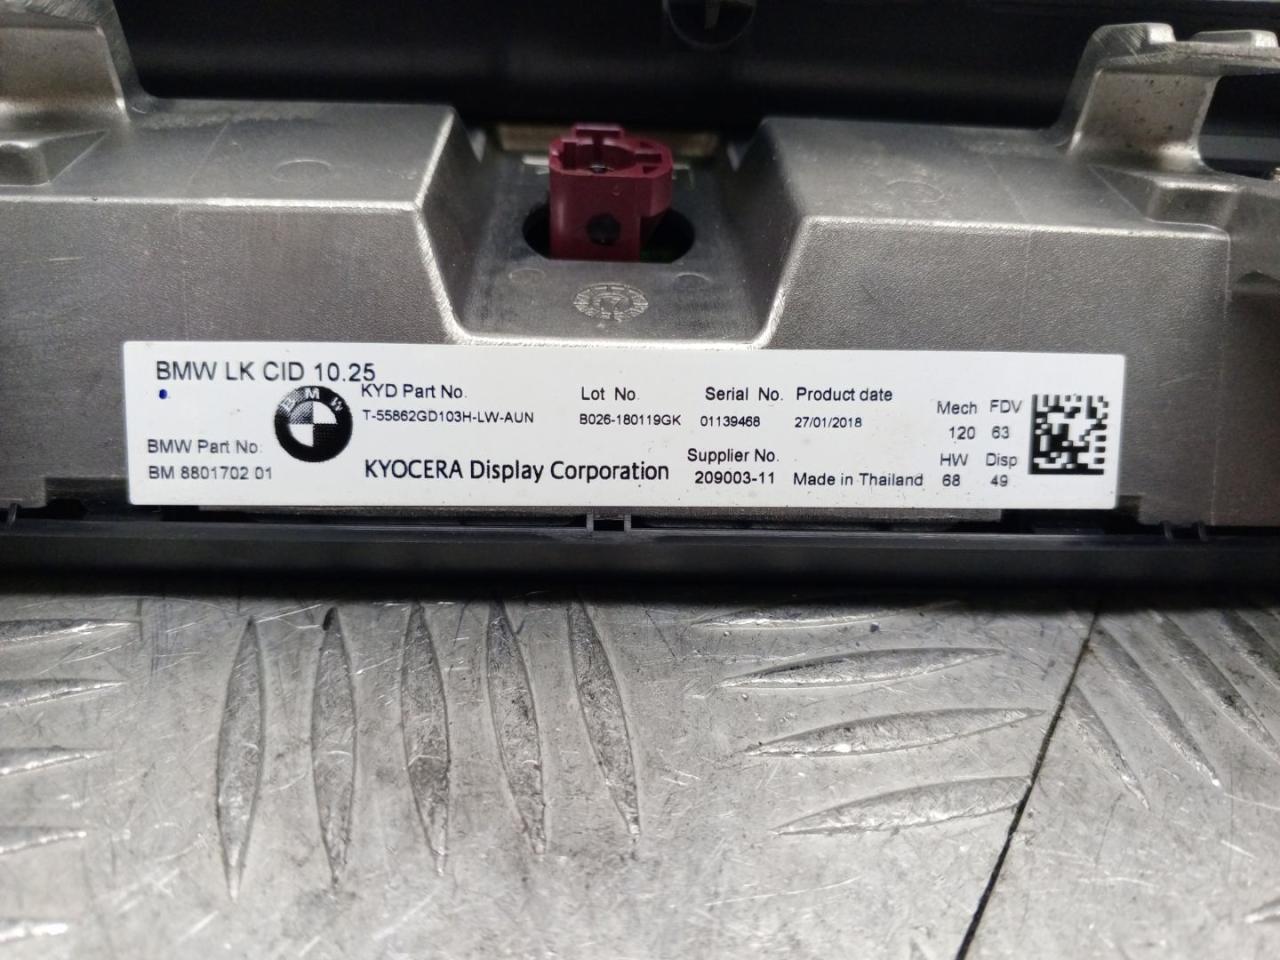 BMW LK CID 10.25
BMW
KYD Part No.
T-55862GD103H-LW-AUN
Lot No.
B026-180119GK
Serial No.
01139468
Product date
27/01/2018
Mech FDV
120 63
BMW Part No:
BM 8801702 01
KYOCERA Display Corporation
Supplier No.
209003-11
Made in Thailand
HW Disp
68 49